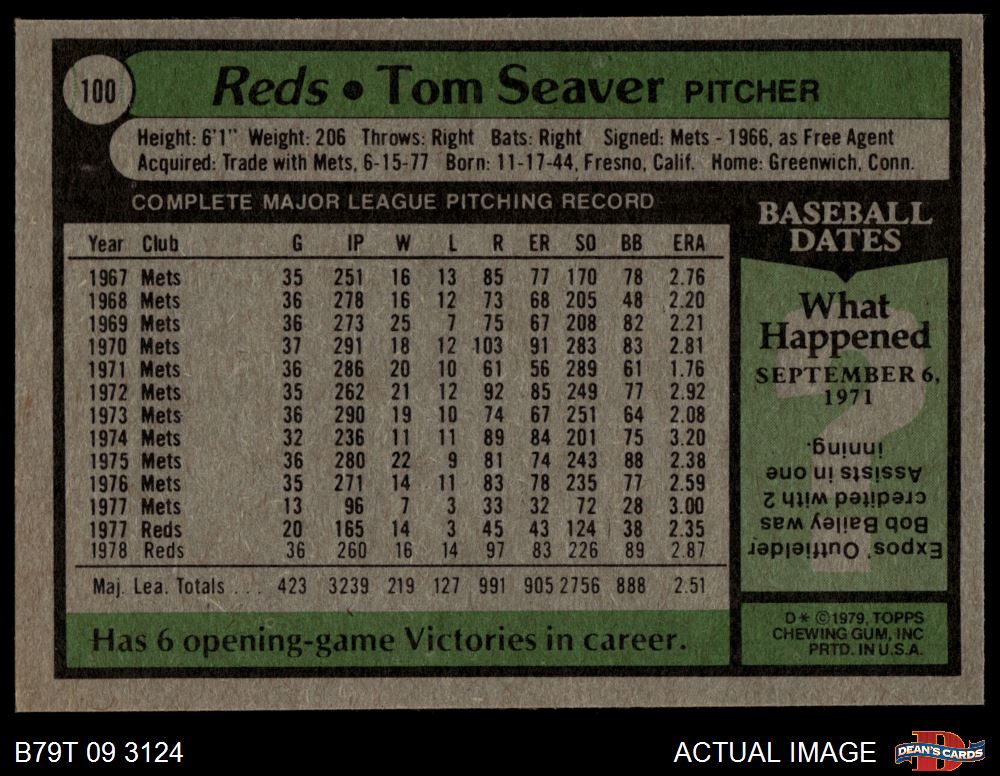 100
Reds • Tom Seaver PITCHER
Height: 6'1" Weight: 206 Throws: Right Bats: Right Signed: Mets - 1966, as Free Agent
Acquired: Trade with Mets, 6-15-77 Born: 11-17-44, Fresno, Calif. Home: Greenwich, Conn.
COMPLETE MAJOR LEAGUE PITCHING RECORD
Year Club G IP W L R ER SO BB ERA
1967 Mets 35 251 16 13 85 77 170 78 2.76
1968 Mets 36 278 16 12 73 68 205 48 2.20
1969 Mets 36 273 25 7 75 67 208 82 2.21
1970 Mets 37 291 18 12 103 91 283 83 2.81
1971 Mets 36 286 20 10 61 56 289 61 1.76
1972 Mets 35 262 21 12 92 85 249 77 2.92
1973 Mets 36 290 19 10 74 67 251 64 2.08
1974 Mets 32 236 11 11 89 84 201 75 3.20
1975 Mets 36 280 22 9 81 74 243 88 2.38
1976 Mets 35 271 14 11 83 78 235 77 2.59
1977 Mets 13 96 7 3 33 32 72 28 3.00
1977 Reds 20 165 14 3 45 43 124 38 2.35
1978 Reds 36 260 16 14 97 83 226 89 2.87
Maj. Lea. Totals . . . 423 3239 219 127 991 905 2756 888 2.51
Has 6 opening-game Victories in career.
BASEBALL
DATES
What
Happened
SEPTEMBER 6,
1971
?
Expos' Outfielder
Bob Bailey was
credited with 2
Assists in one
inning.
D* ©1979, TOPPS
CHEWING GUM, INC
PRTD. IN U.S.A.
B79T 09 3124
ACTUAL IMAGE
D
DEAN'S CARDS